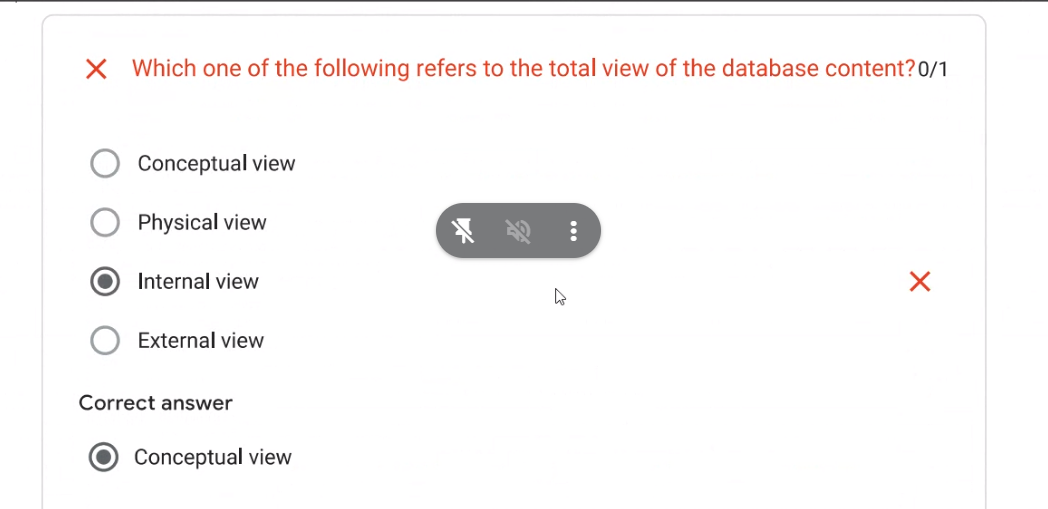 Which one of the following refers to the total view of the database content? 0/1
Conceptual view
Physical view
Internal view
External view
Correct answer
Conceptual view